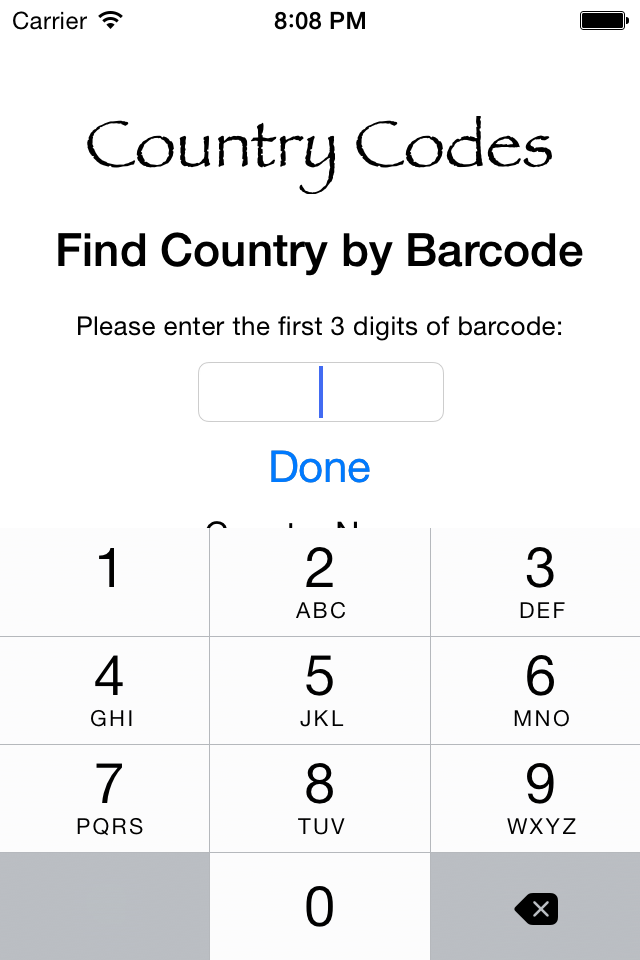 Carrier 8:08 PM
Country Codes
Find Country by Barcode
Please enter the first 3 digits of barcode:
Done
1 2 3
ABC DEF
4 5 6
GHI JKL MNO
7 8 9
PQRS TUV WXYZ
0